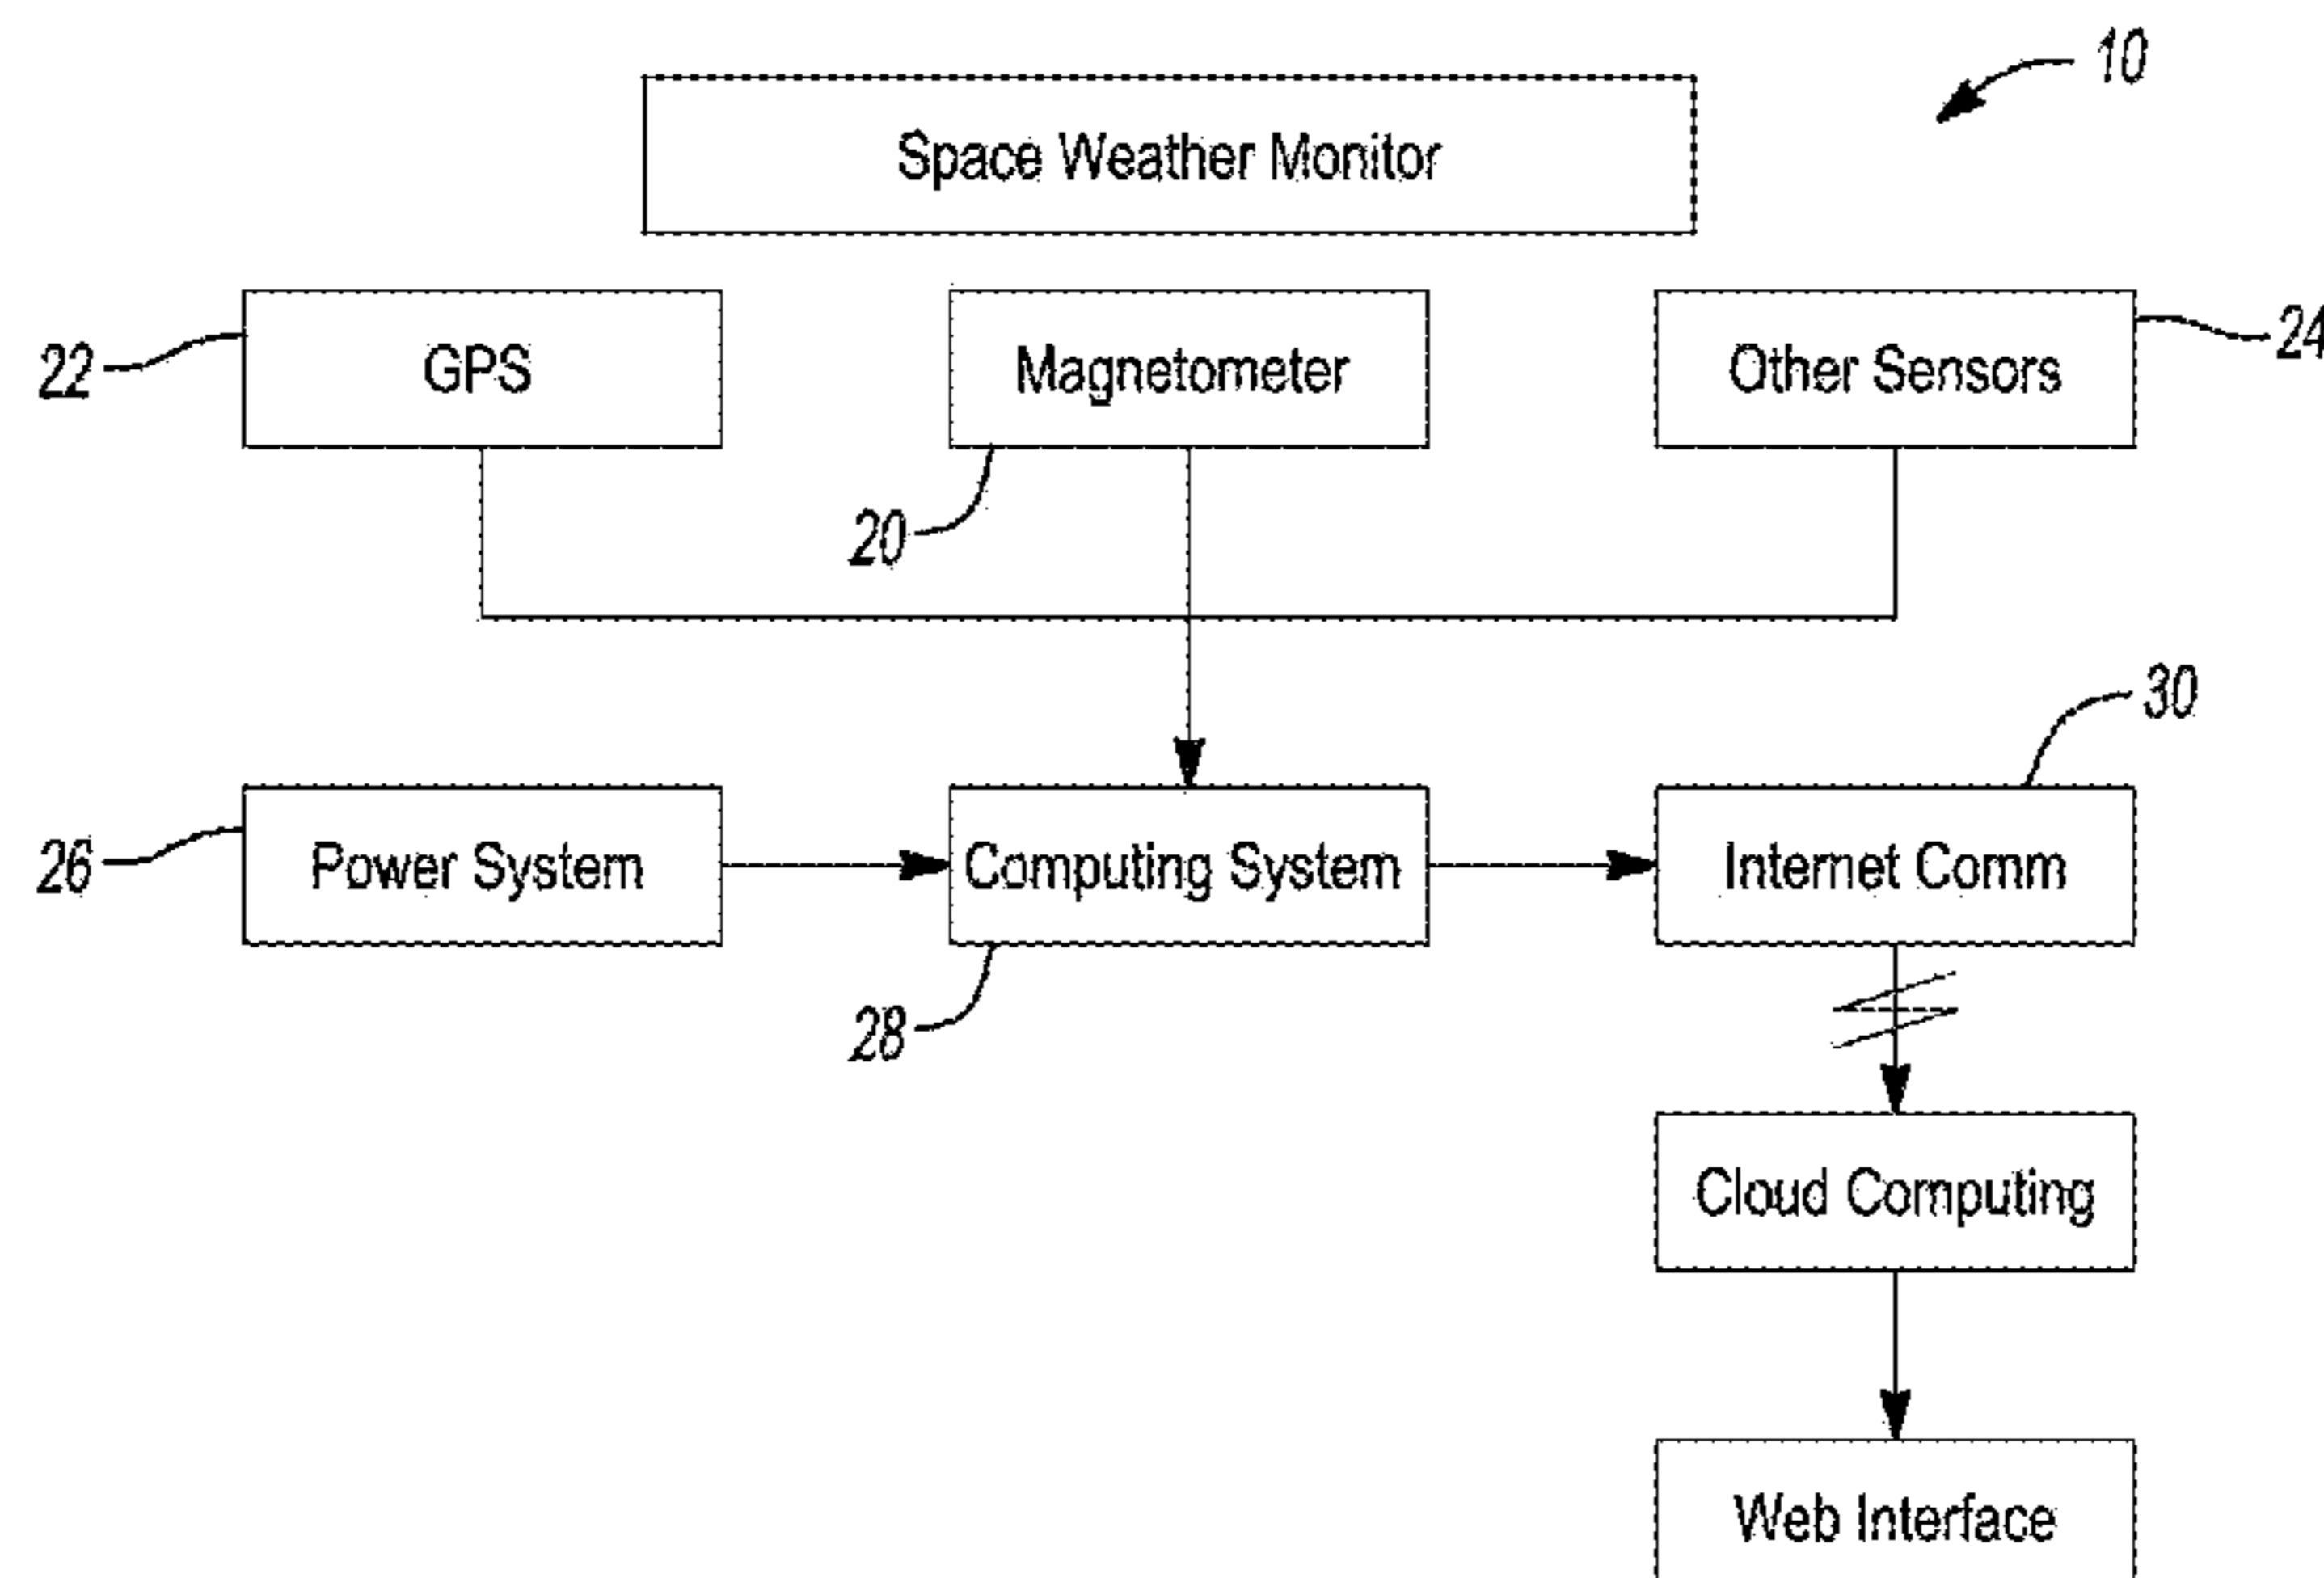 10
Space Weather Monitor
22
GPS
Magnetometer
Other Sensors
24
20
30
26
Power System
Computing System
Internet Comm
28
Cloud Computing
Web Interface